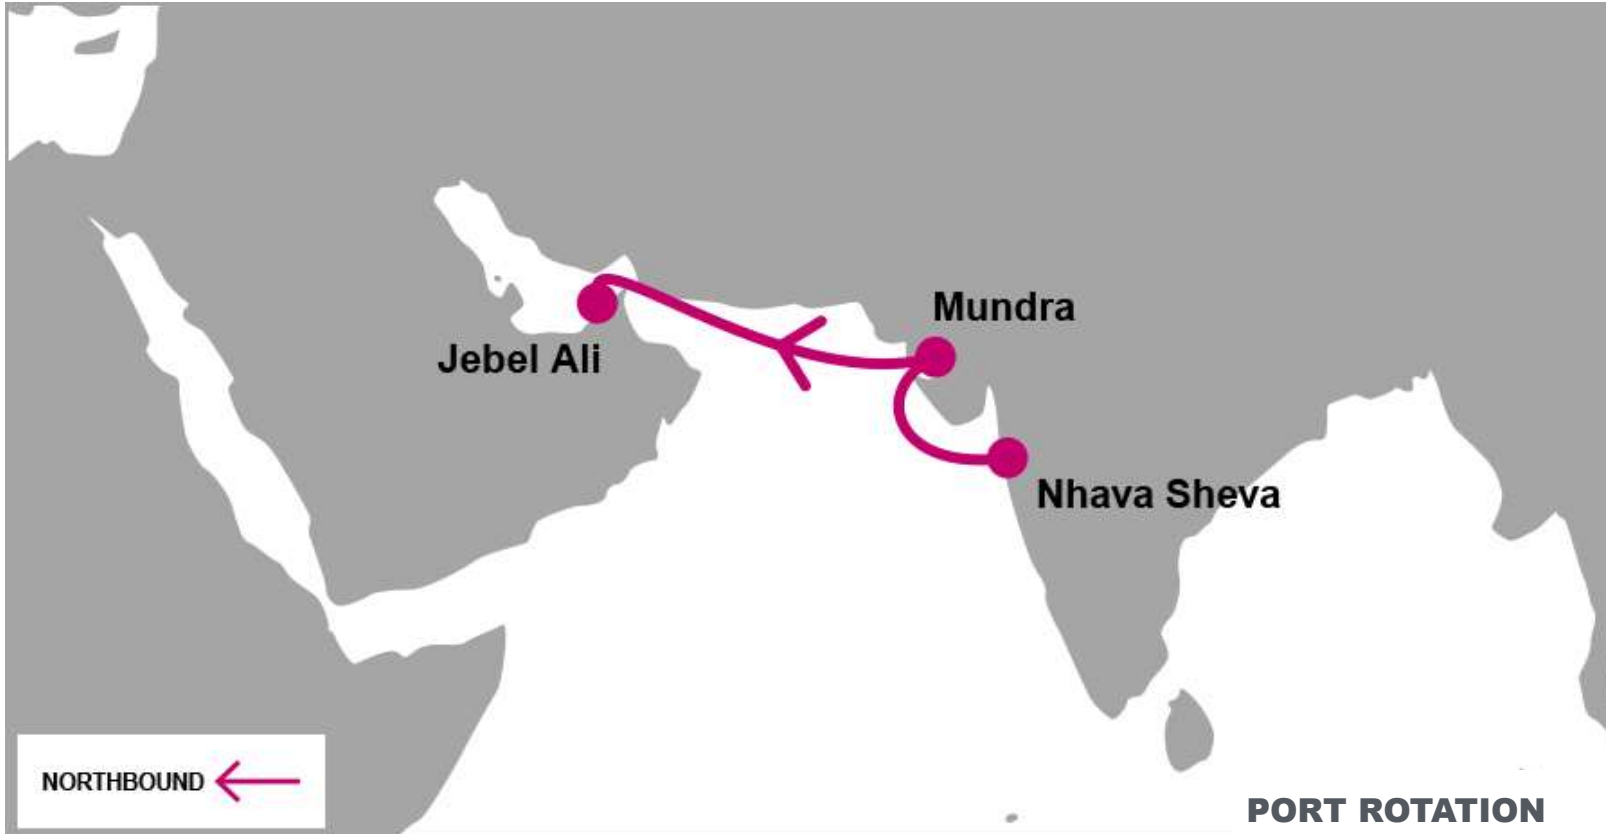 Mundra
Jebel Ali
Nhava Sheva
NORTHBOUND
PORT ROTATION